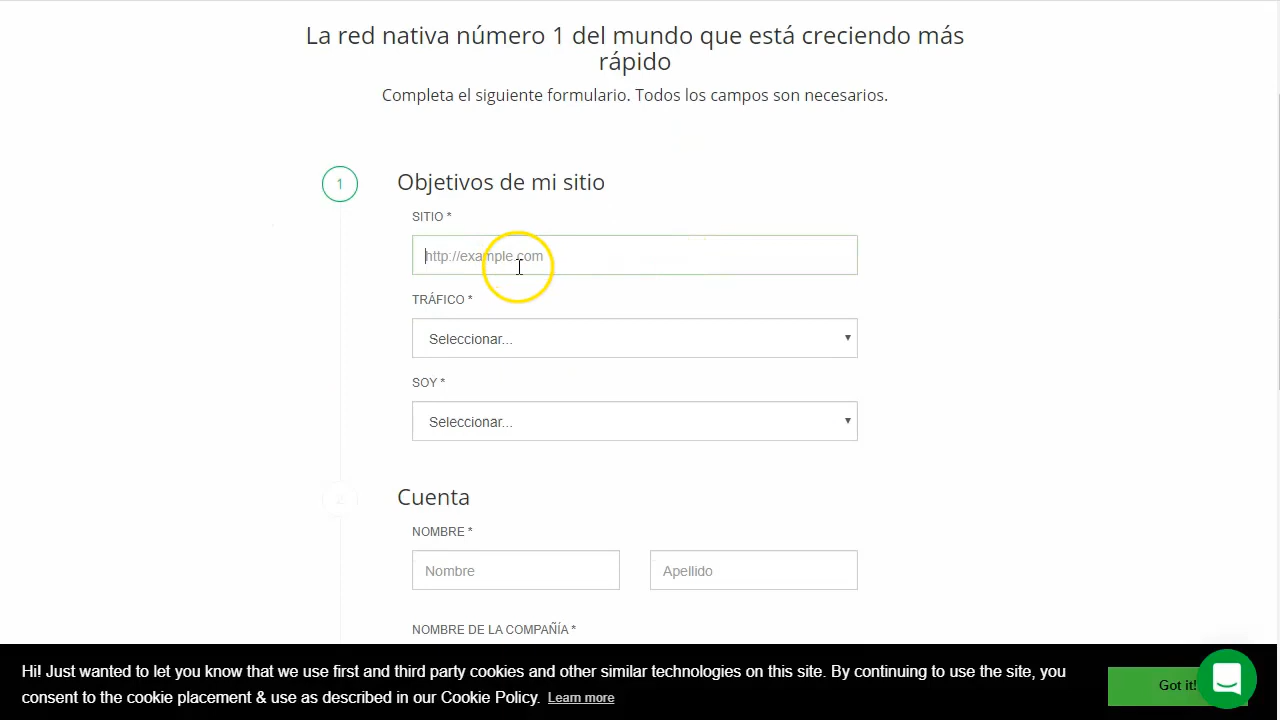 La red nativa número 1 del mundo que está creciendo más
rápido
Completa el siguiente formulario. Todos los campos son necesarios.
1
Objetivos de mi sitio
SITIO *
http://example.com
TRÁFICO *
Seleccionar...
SOY *
Seleccionar...
2
Cuenta
NOMBRE *
Nombre
Apellido
NOMBRE DE LA COMPAÑÍA *
Hi! Just wanted to let you know that we use first and third party cookies and other similar technologies on this site. By continuing to use the site, you
consent to the cookie placement & use as described in our Cookie Policy. Learn more
Got it!